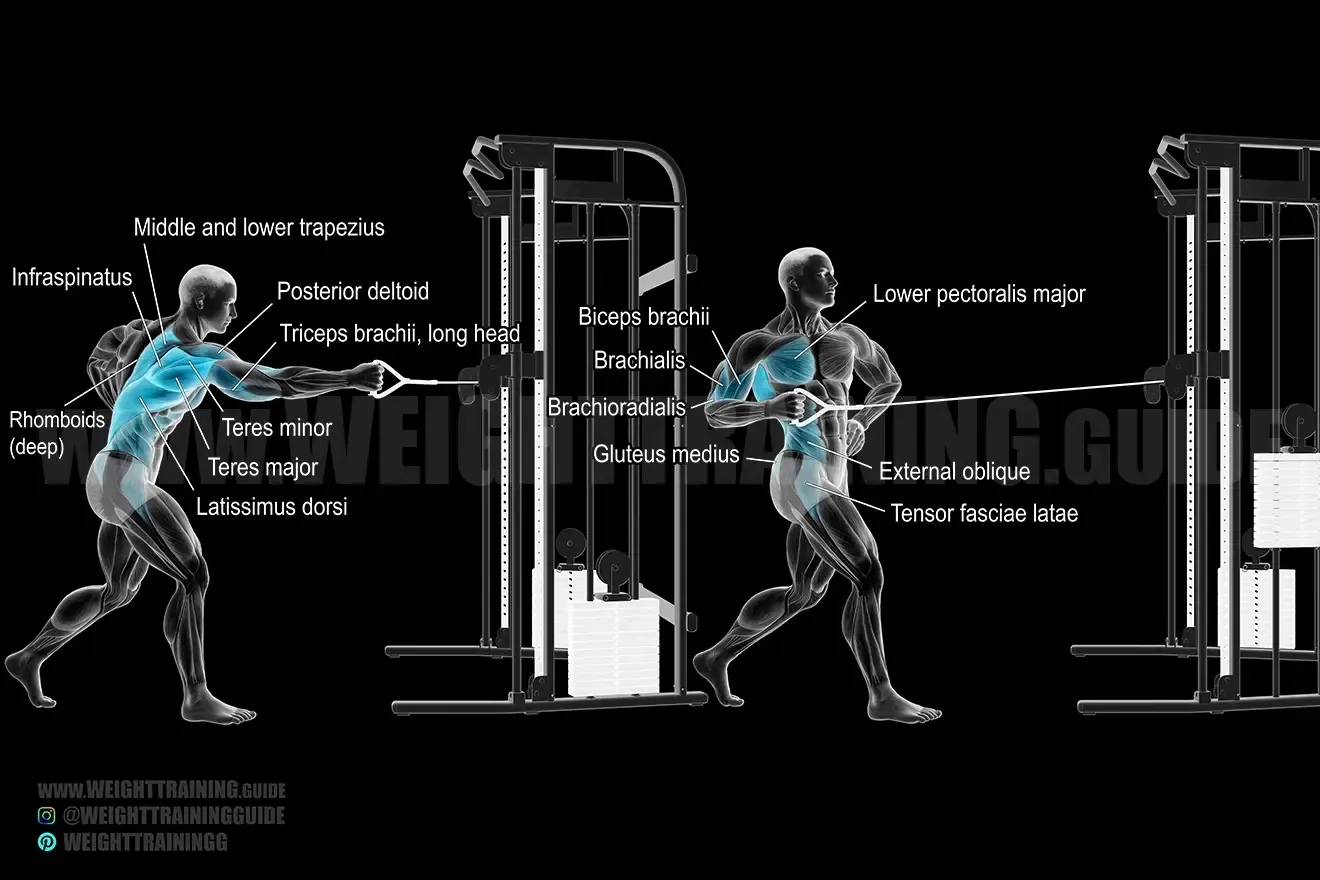 Middle and lower trapezius
Infraspinatus
Posterior deltoid
Triceps brachii, long head
Rhomboids
(deep)
Teres minor
Teres major
Latissimus dorsi
Lower pectoralis major
Biceps brachii
Brachialis
Brachioradialis
Gluteus medius
External oblique
Tensor fasciae latae
WWW.WEIGHTTRAINING.GUIDE
WWW.WEIGHTTRAINING.GUIDE
@WEIGHTTRAININGGUIDE
WEIGHTTRAININGG